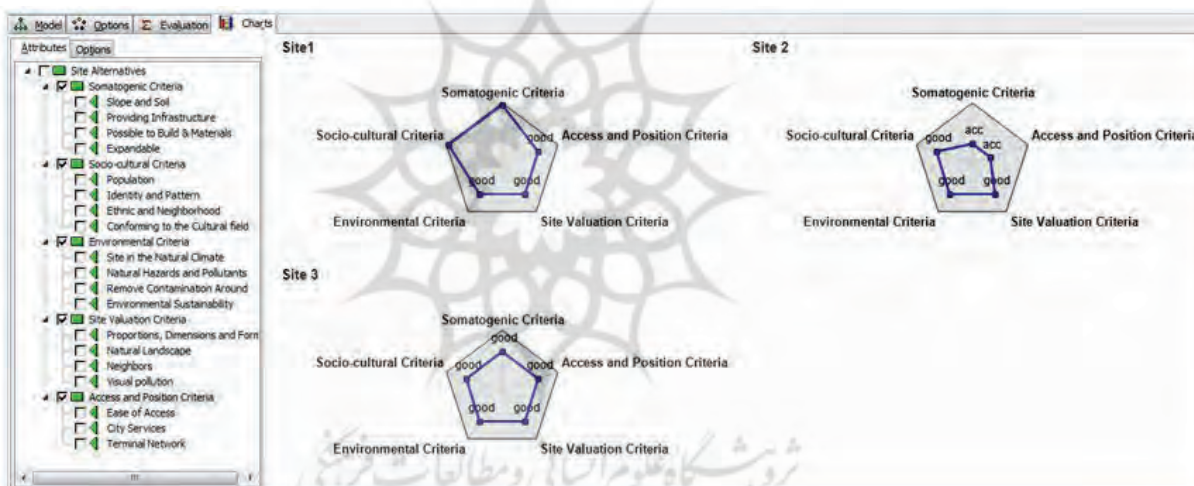 Model Options Σ Evaluation Charts
Attributes Options
Site Alternatives
Somatogenic Criteria
Slope and Soil
Providing Infrastructure
Possible to Build & Materials
Expandable
Socio-cultural Criteria
Population
Identity and Pattern
Ethnic and Neighborhood
Conforming to the Cultural field
Environmental Criteria
Site in the Natural Climate
Natural Hazards and Pollutants
Remove Contamination Around
Environmental Sustainability
Site Valuation Criteria
Proportions, Dimensions and Form
Natural Landscape
Neighbors
Visual pollution
Access and Position Criteria
Ease of Access
City Services
Terminal Network
Site1
Somatogenic Criteria
Socio-cultural Criteria
good Access and Position Criteria
good good
Environmental Criteria Site Valuation Criteria
Site 2
Somatogenic Criteria
Socio-cultural Criteria Access and Position Criteria
good acc acc
good good
Environmental Criteria Site Valuation Criteria
Site 3
Somatogenic Criteria
good
Socio-cultural Criteria good good Access and Position Criteria
good good
Environmental Criteria Site Valuation Criteria
پژوهشگاه علوم انسانی و مطالعات فرهنگی